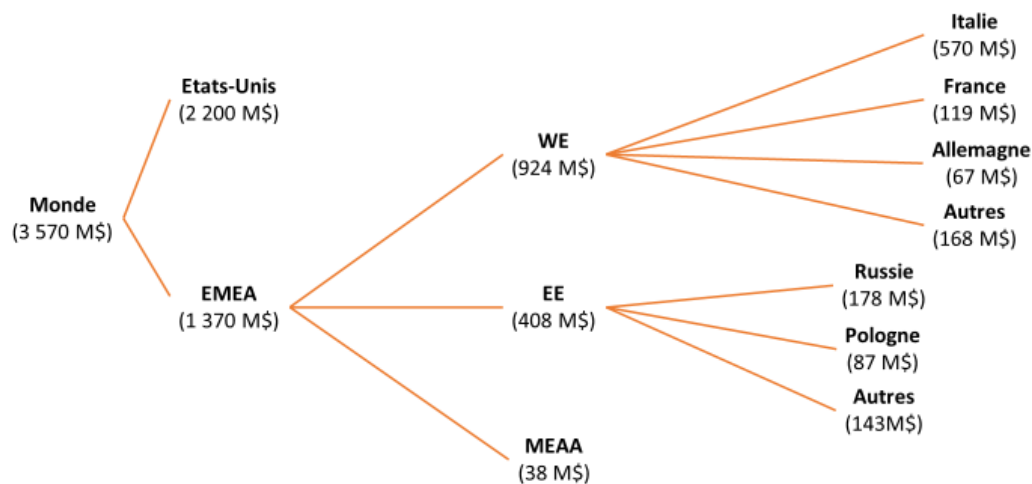 Monde
(3 570 M$)
Etats-Unis
(2 200 M$)
EMEA
(1 370 M$)
WE
(924 M$)
EE
(408 M$)
MEAA
(38 M$)
Italie
(570 M$)
France
(119 M$)
Allemagne
(67 M$)
Autres
(168 M$)
Russie
(178 M$)
Pologne
(87 M$)
Autres
(143M$)